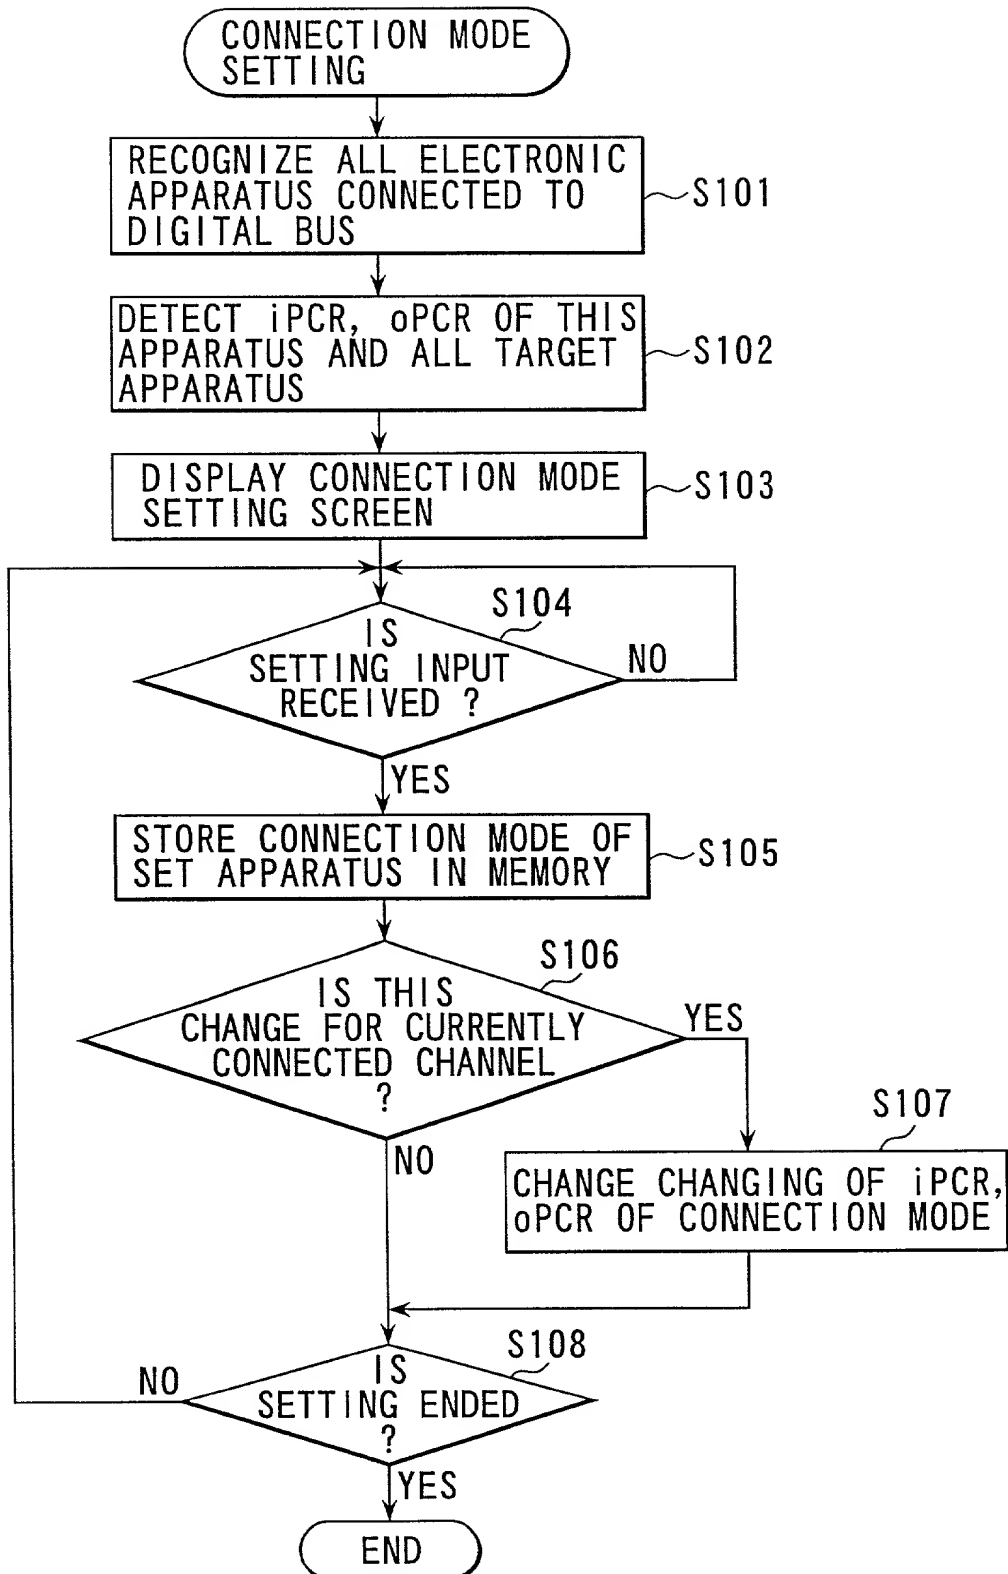 CONNECTION MODE
SETTING
RECOGNIZE ALL ELECTRONIC
APPARATUS CONNECTED TO
DIGITAL BUS
S101
DETECT iPCR, oPCR OF THIS
APPARATUS AND ALL TARGET
APPARATUS
S102
DISPLAY CONNECTION MODE
SETTING SCREEN
S103
S104
IS
SETTING INPUT
RECEIVED ?
NO
YES
STORE CONNECTION MODE OF
SET APPARATUS IN MEMORY
S105
S106
IS THIS
CHANGE FOR CURRENTLY
CONNECTED CHANNEL
?
YES
NO
S107
CHANGE CHANGING OF iPCR,
oPCR OF CONNECTION MODE
S108
IS
SETTING ENDED
?
NO
YES
END